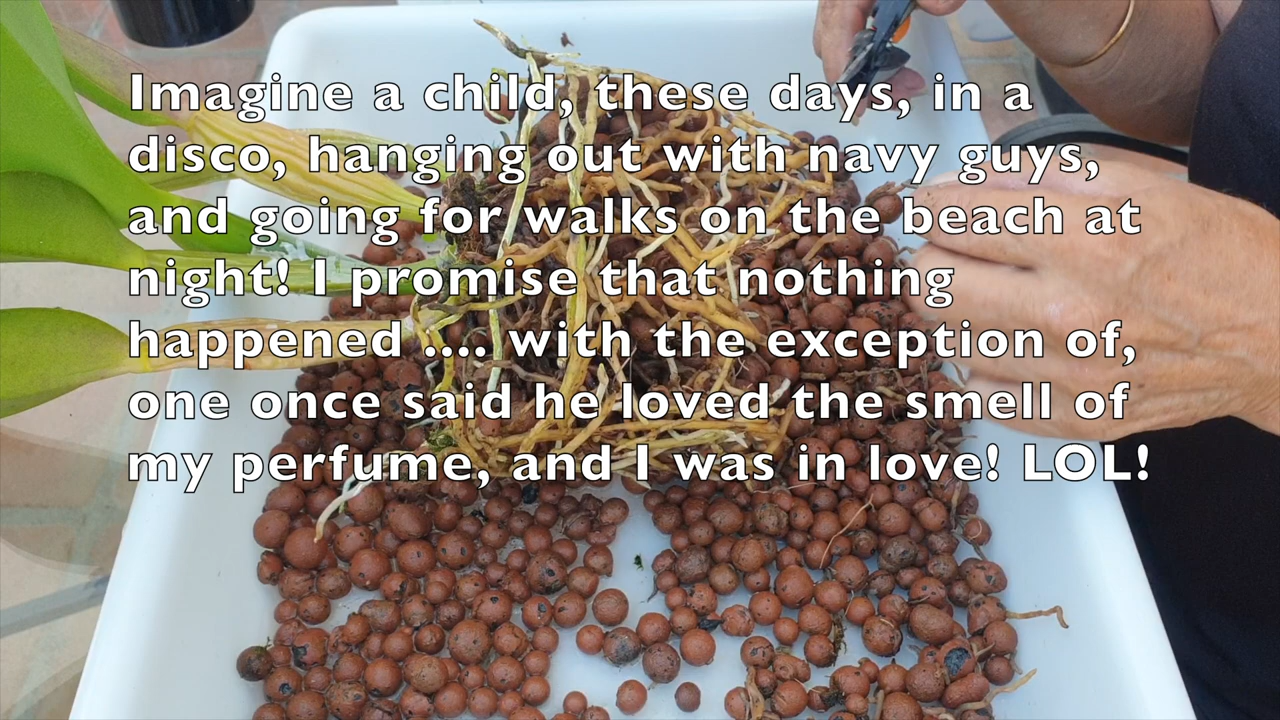 Imagine a child, these days, in a
disco, hanging out with navy guys,
and going for walks on the beach at
night! I promise that nothing
happened .... with the exception of,
one once said he loved the smell of
my perfume, and I was in love! LOL!